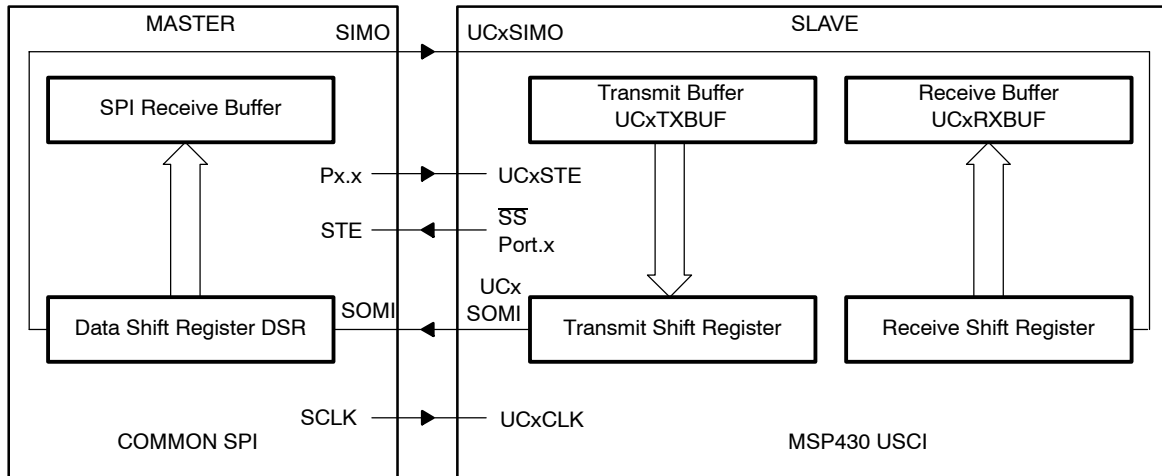 MASTER
SIMO
UCxSIMO
SLAVE
SPI Receive Buffer
Transmit Buffer
UCxTXBUF
Receive Buffer
UCxRXBUF
Px.x
UCxSTE
STE
SS
Port.x
SOMI
UCx
SOMI
Data Shift Register DSR
Transmit Shift Register
Receive Shift Register
SCLK
UCxCLK
COMMON SPI
MSP430 USCI